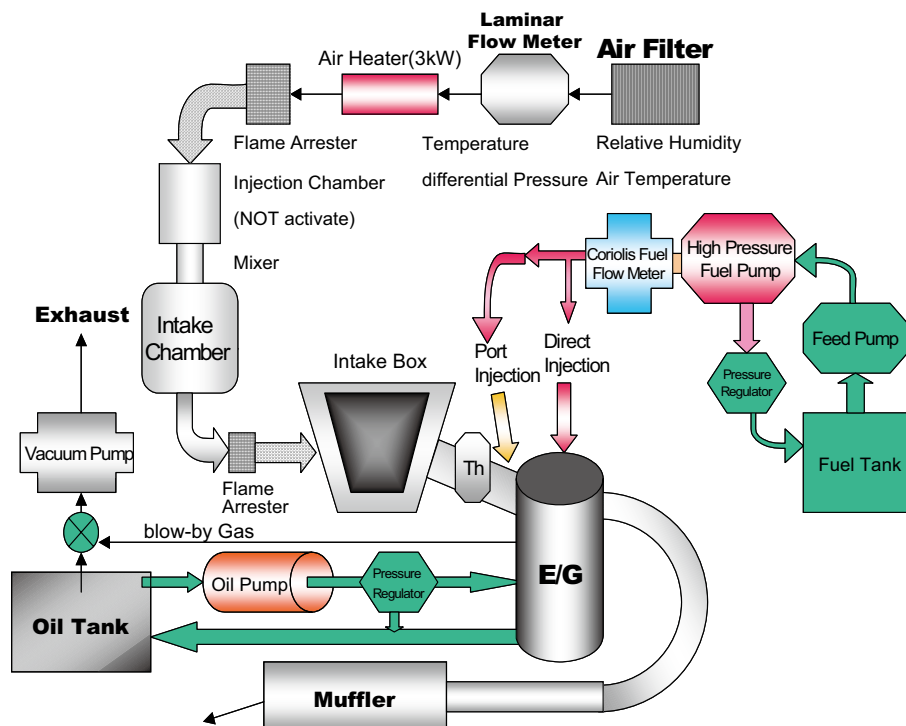 Laminar
Flow Meter
Air Filter
Air Heater(3kW)
Flame Arrester
Temperature
differential Pressure
Relative Humidity
Air Temperature
Injection Chamber
(NOT activate)
Mixer
Coriolis Fuel
Flow Meter
High Pressure
Fuel Pump
Feed Pump
Pressure
Regulator
Fuel Tank
Exhaust
Intake
Chamber
Intake Box
Port
Injection
Direct
Injection
Vacuum Pump
Flame
Arrester
Th
blow-by Gas
E/G
Oil Pump
Pressure
Regulator
Oil Tank
Muffler